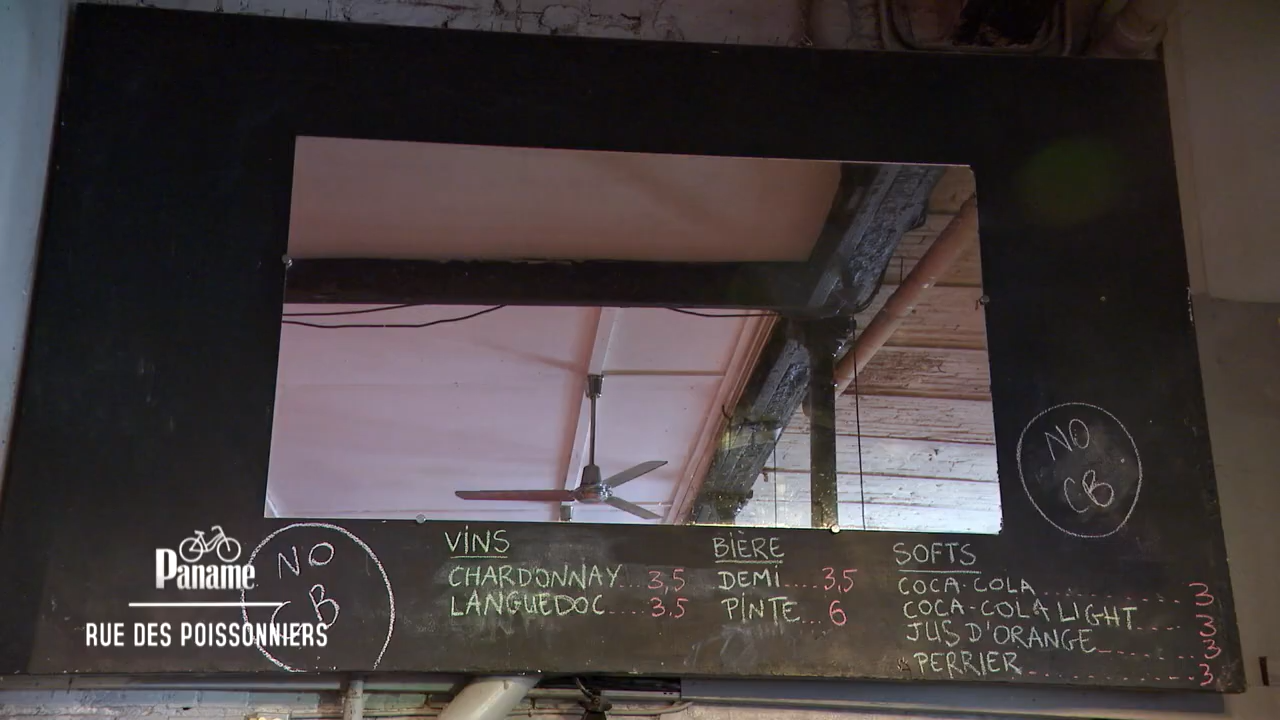 NO
CB
Paname
RUE DES POISSONNIERS
NO
CB
VINS
CHARDONNAY...3,5
LANGUEDOC....3.5
BIÈRE
DEMI....3,5
PINTE...6
SOFTS
COCA-COLA...........3
COCA-COLA LIGHT.....3
JUS D'ORANGE........3
PERRIER.............3